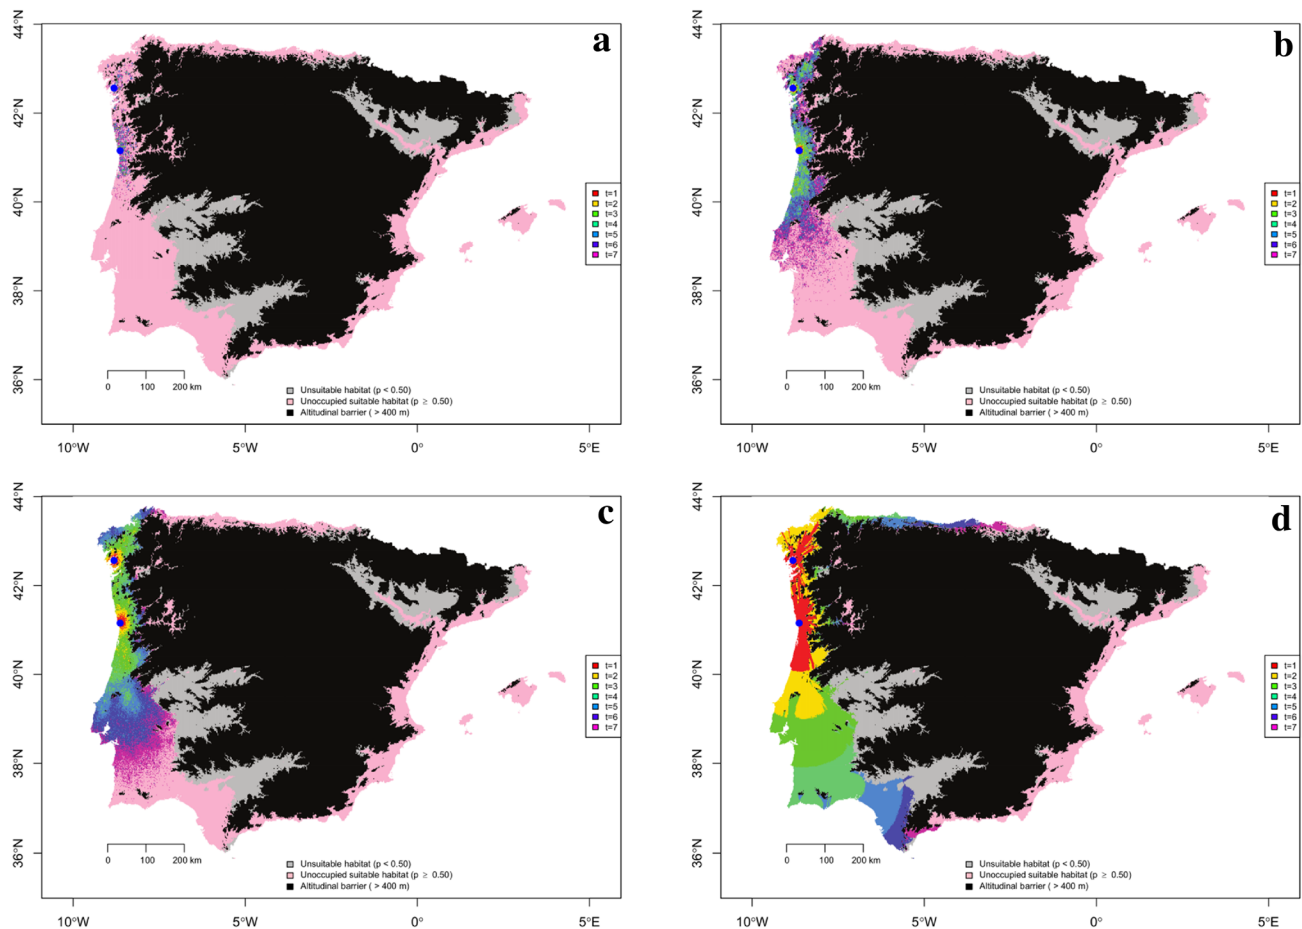 a
44°N
42°N
40°N
38°N
36°N
t=1
t=2
t=3
t=4
t=5
t=6
t=7
0 100 200 km
Unsuitable habitat (p < 0.50)
Unoccupied suitable habitat (p ≥ 0.50)
Altitudinal barrier ( > 400 m)
10°W 5°W 0° 5°E
b
44°N
42°N
40°N
38°N
36°N
t=1
t=2
t=3
t=4
t=5
t=6
t=7
0 100 200 km
Unsuitable habitat (p < 0.50)
Unoccupied suitable habitat (p ≥ 0.50)
Altitudinal barrier ( > 400 m)
10°W 5°W 0° 5°E
c
44°N
42°N
40°N
38°N
36°N
t=1
t=2
t=3
t=4
t=5
t=6
t=7
0 100 200 km
Unsuitable habitat (p < 0.50)
Unoccupied suitable habitat (p ≥ 0.50)
Altitudinal barrier ( > 400 m)
10°W 5°W 0° 5°E
d
44°N
42°N
40°N
38°N
36°N
t=1
t=2
t=3
t=4
t=5
t=6
t=7
0 100 200 km
Unsuitable habitat (p < 0.50)
Unoccupied suitable habitat (p ≥ 0.50)
Altitudinal barrier ( > 400 m)
10°W 5°W 0° 5°E